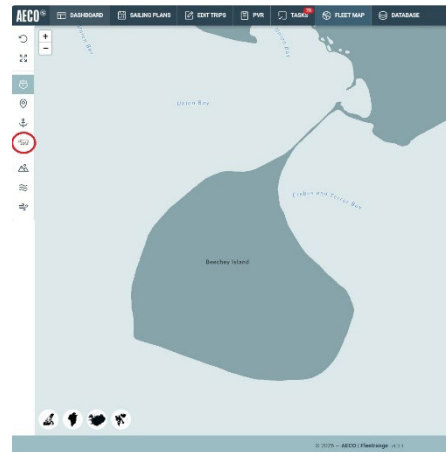 AECO DASHBOARD SAILING PLANS EDIT TRIPS PVR TASKS FLEET MAP DATABASE
+
−
Union Bay
Erebus and Terror Bay
Beechey Island
© 2025 — AECO / Fleetrange